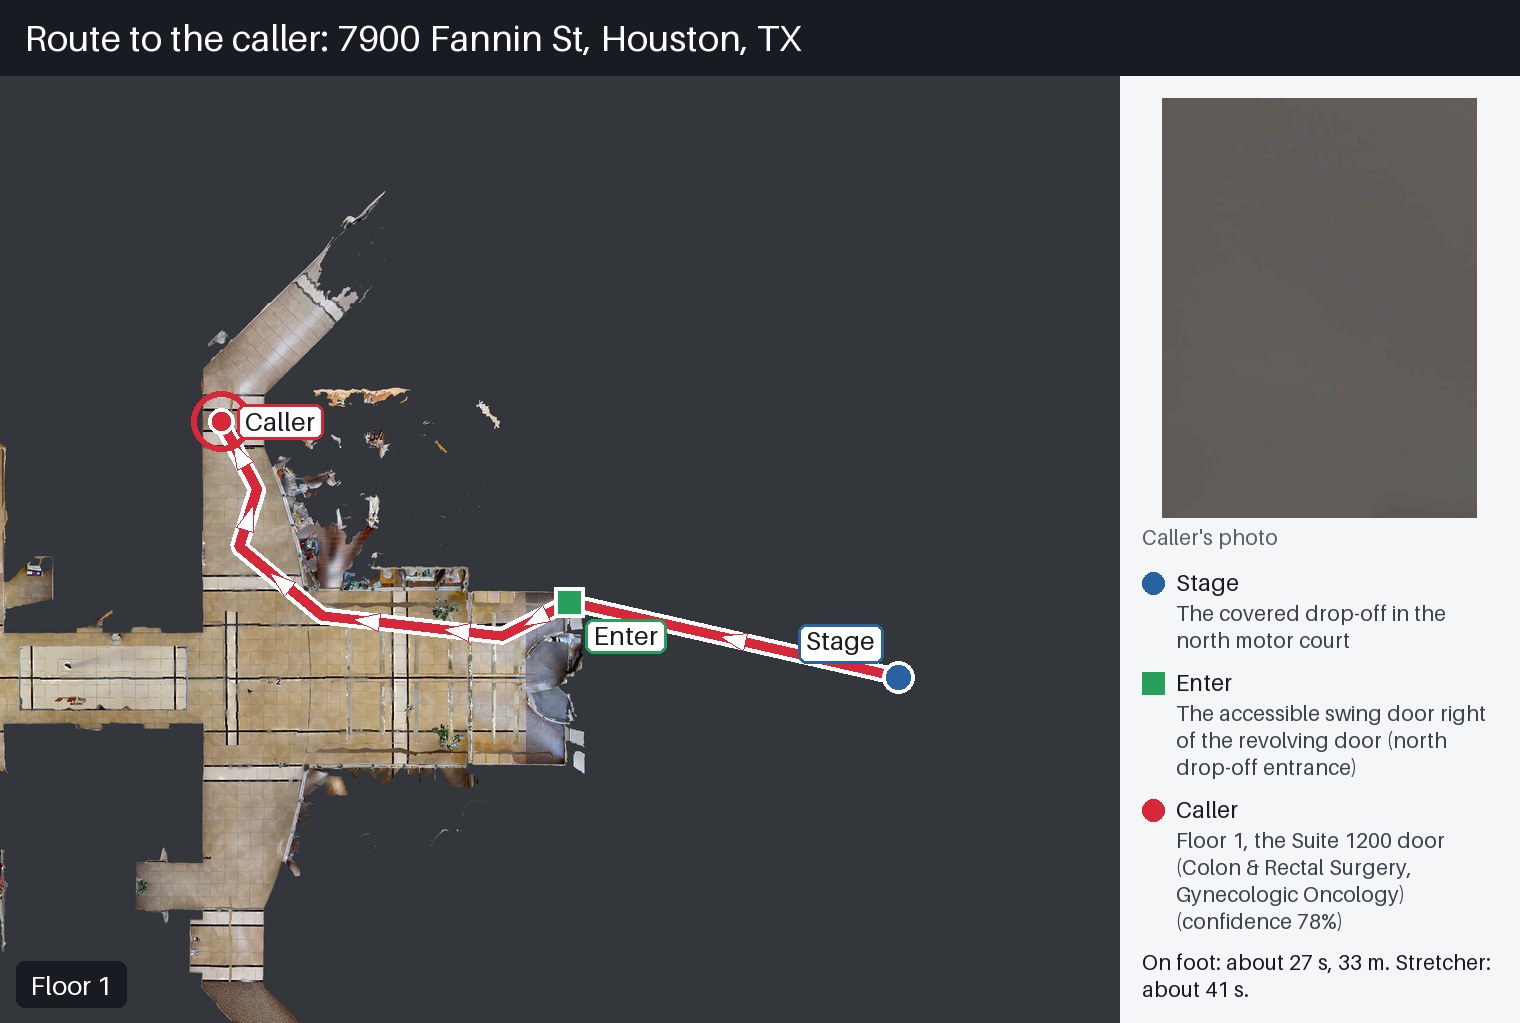 Route to the caller: 7900 Fannin St, Houston, TX
Caller
Enter
Stage
Floor 1
Caller's photo
Stage
The covered drop-off in the
north motor court
Enter
The accessible swing door right
of the revolving door (north
drop-off entrance)
Caller
Floor 1, the Suite 1200 door
(Colon & Rectal Surgery,
Gynecologic Oncology)
(confidence 78%)
On foot: about 27 s, 33 m. Stretcher:
about 41 s.